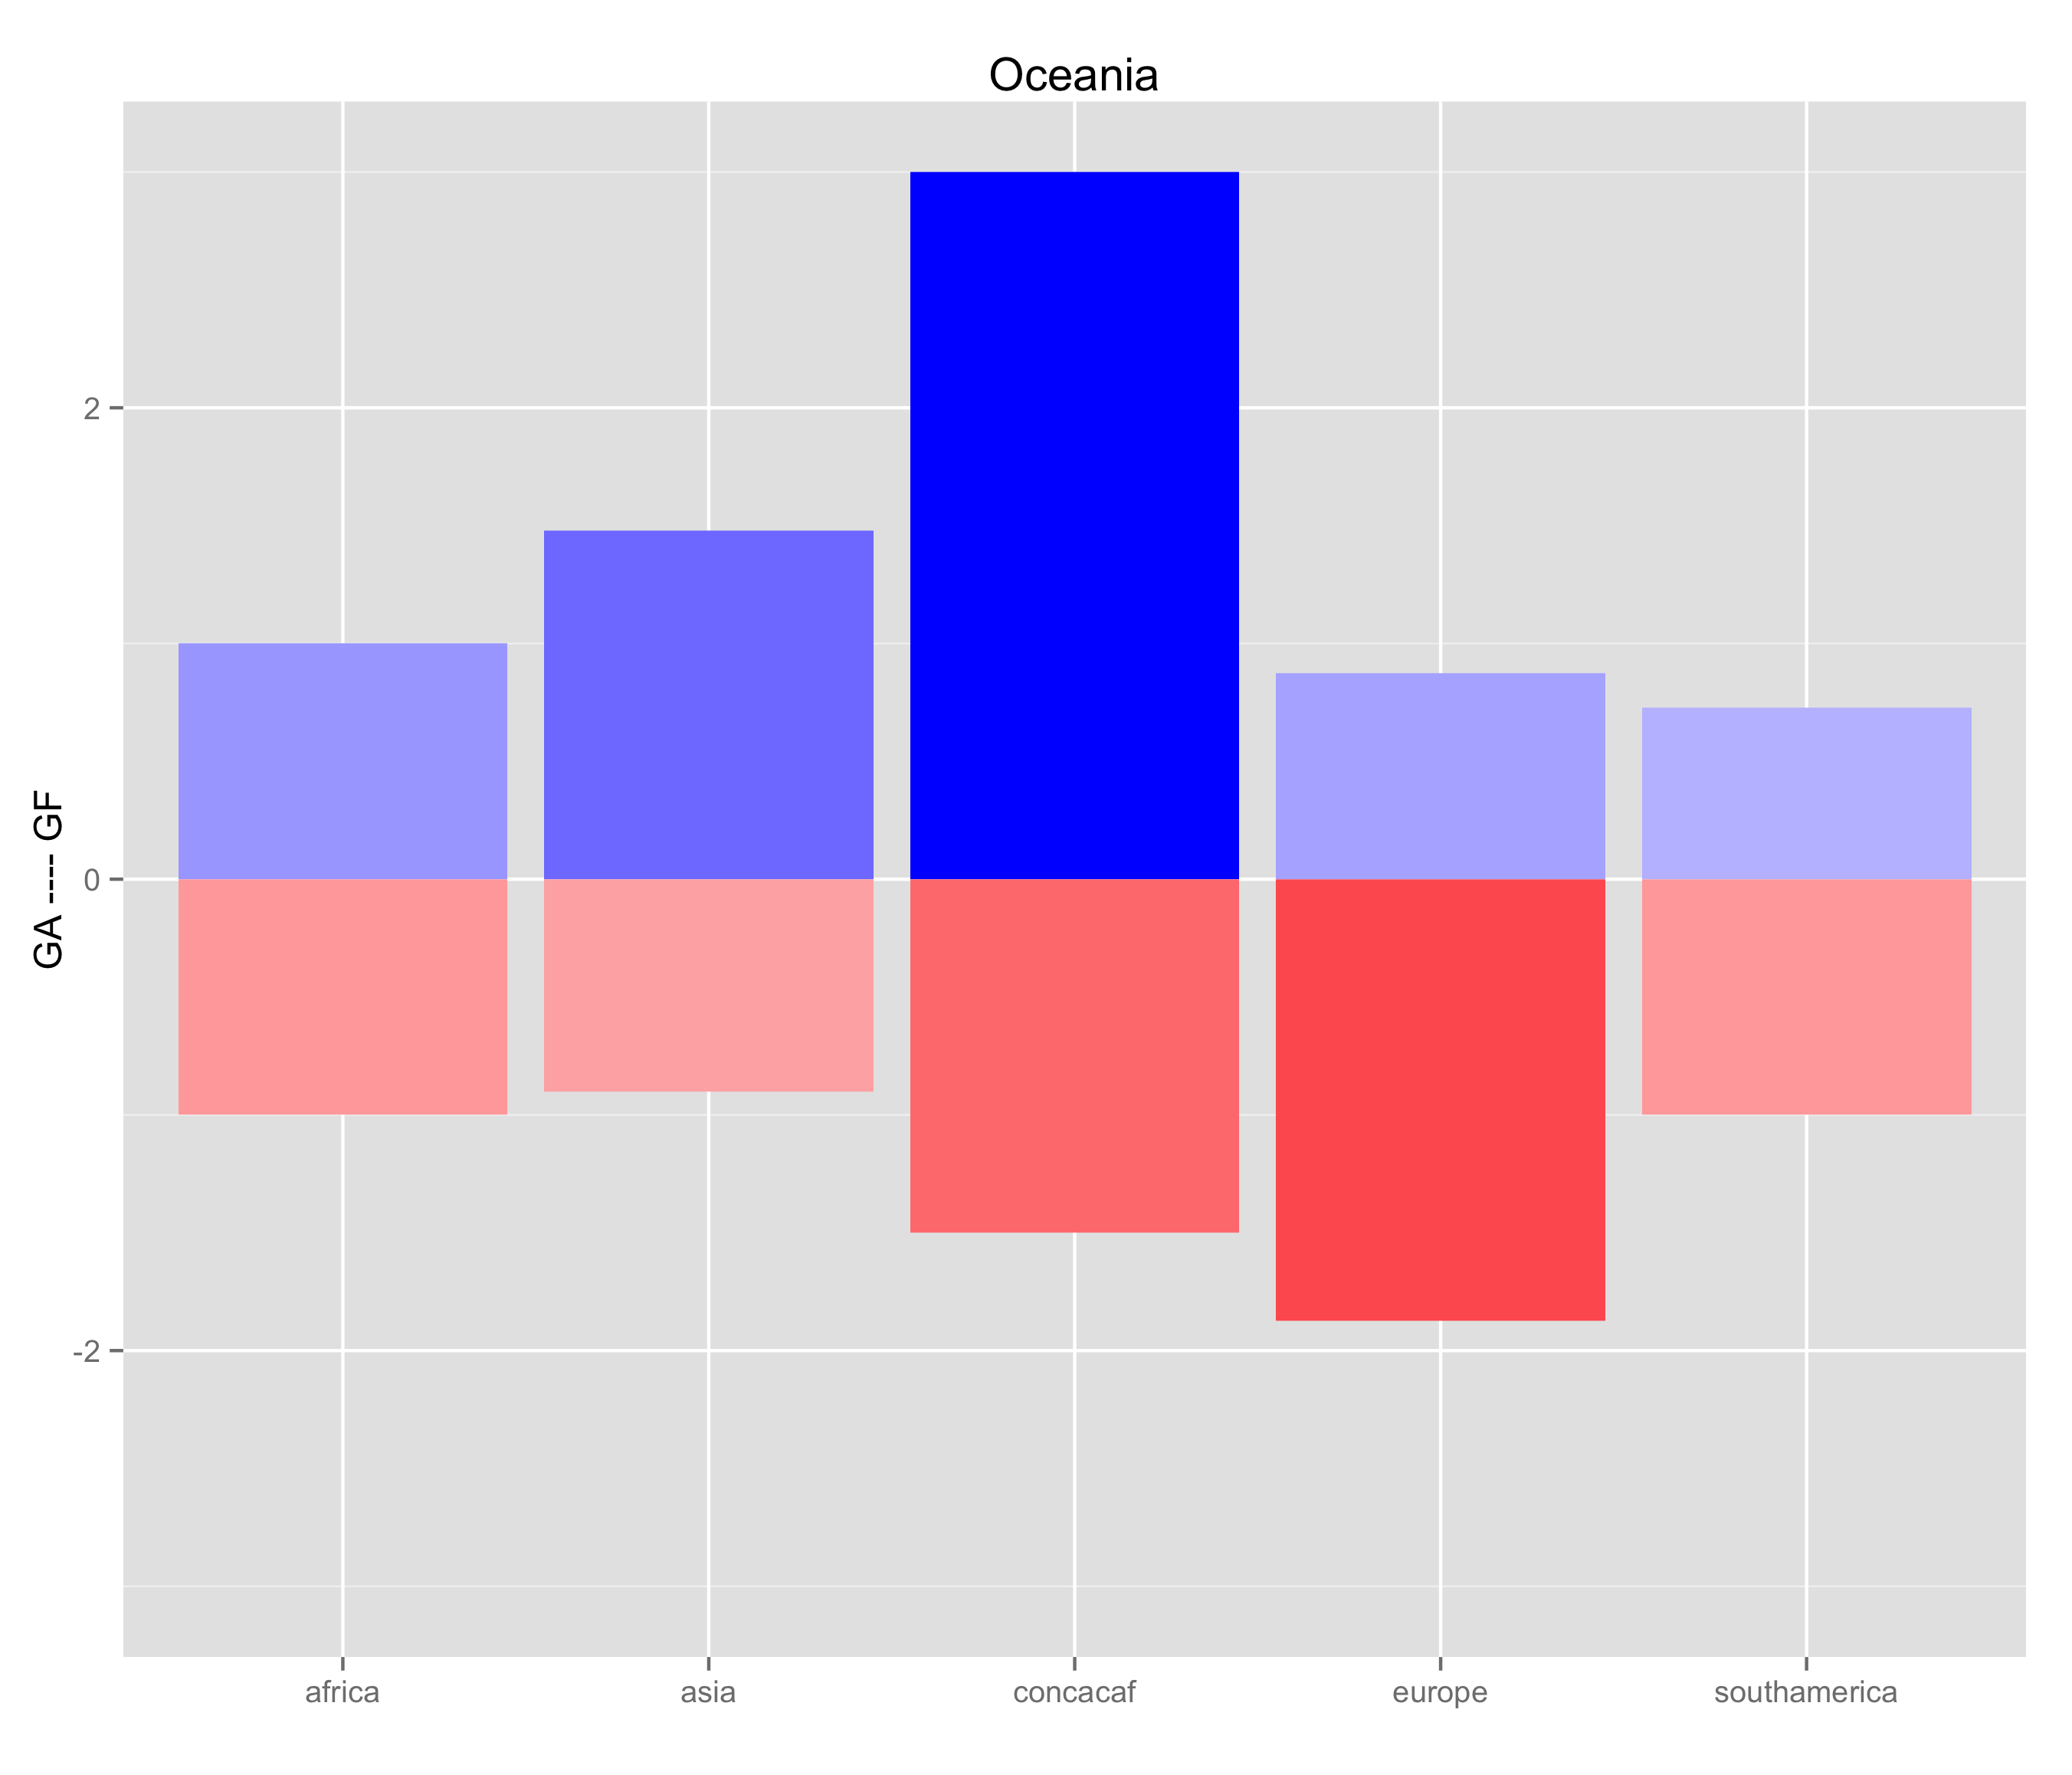 Oceania
2
0
-2
GA ---- GF
africa
asia
concacaf
europe
southamerica